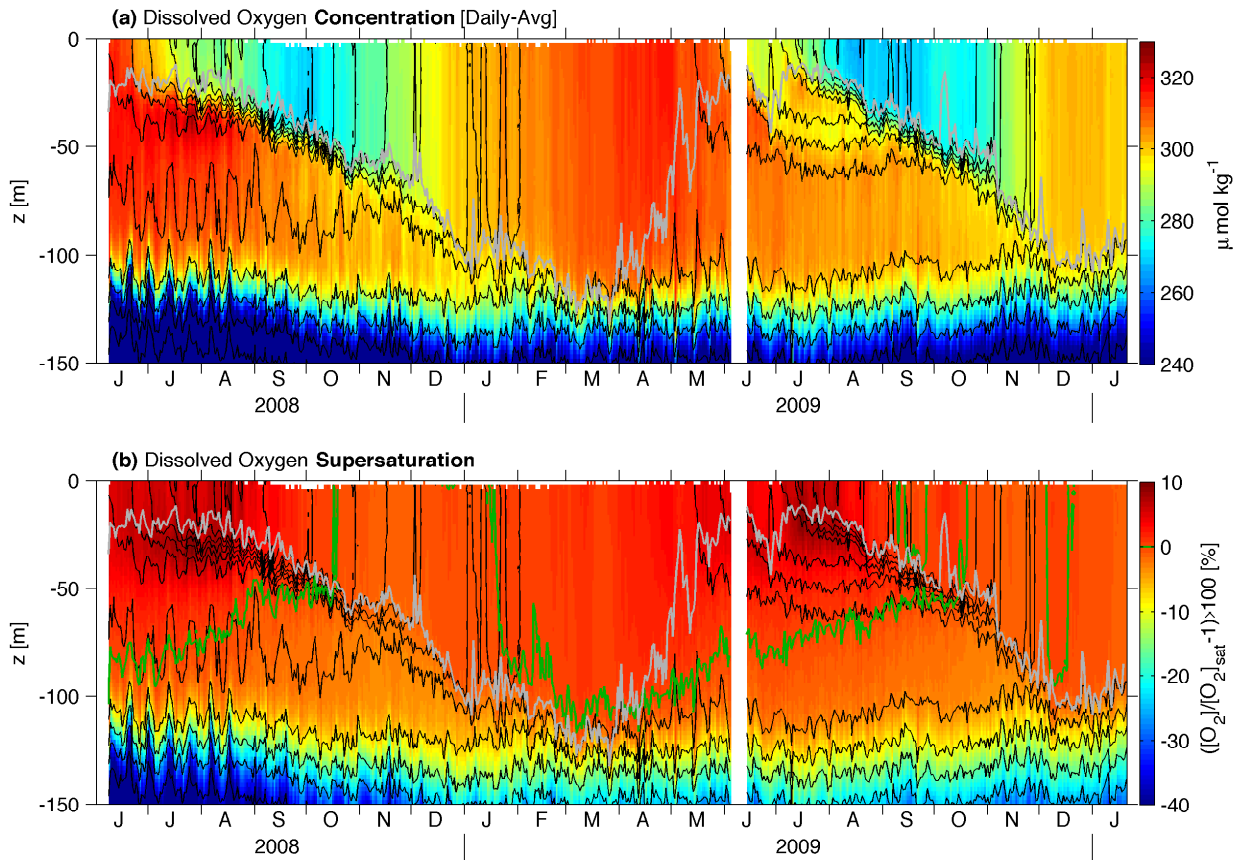 (a) Dissolved Oxygen Concentration [Daily-Avg]
0
-50
-100
-150
z [m]
J J A S O N D J F M A M J J A S O N D J
2008 2009
320
300
280
260
240
μ mol kg-1
(b) Dissolved Oxygen Supersaturation
0
-50
-100
-150
z [m]
J J A S O N D J F M A M J J A S O N D J
2008 2009
10
0
-10
-20
-30
-40
([O2]/[O2]sat-1)>100 [%]